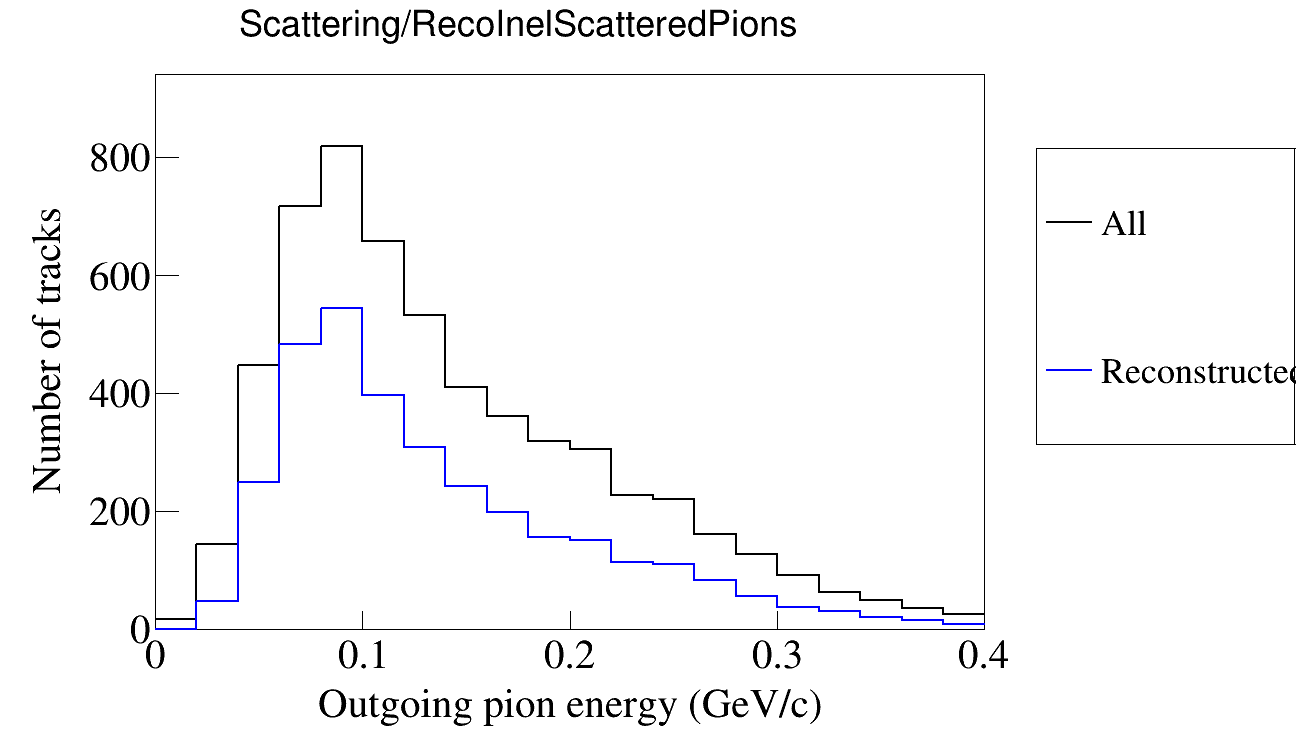 Scattering/RecoInelScatteredPions
Number of tracks
800
600
400
200
0
0 0.1 0.2 0.3 0.4
Outgoing pion energy (GeV/c)
All
Reconstructed